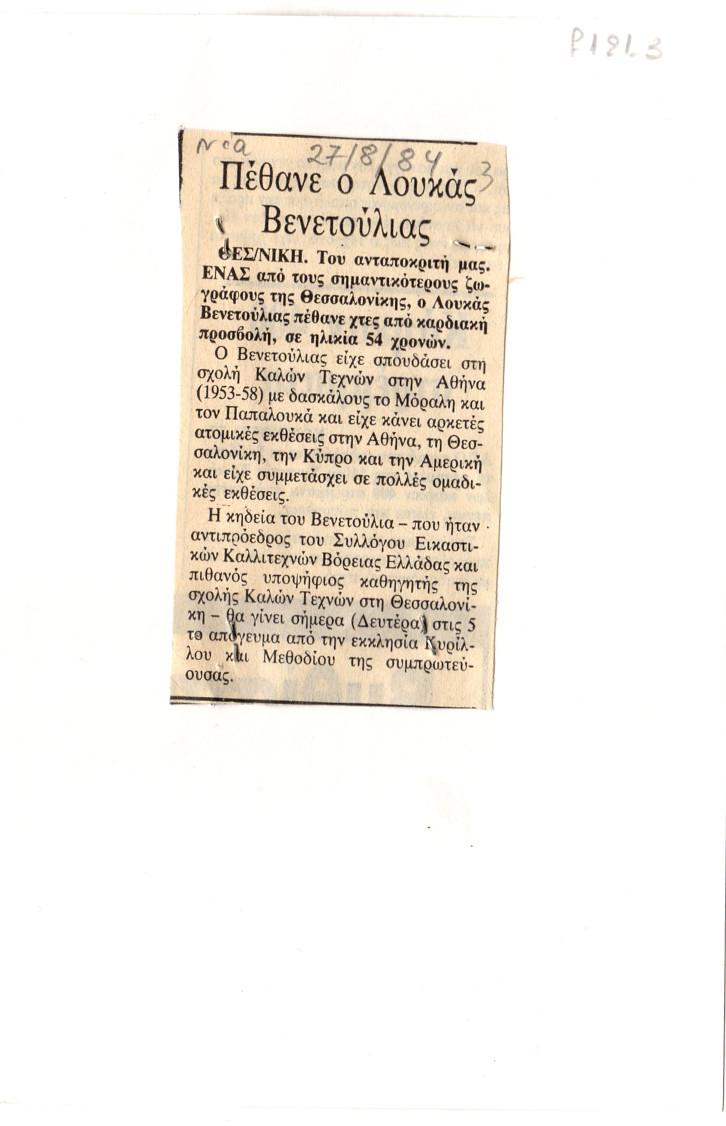 P181.3
Νεα 27/8/84 3
Πέθανε ο Λουκάς
Βενετούλιας
ΘΕΣ/ΝΙΚΗ. Του ανταποκριτή μας.
ΕΝΑΣ από τους σημαντικότερους ζω-
γράφους της Θεσσαλονίκης, ο Λουκάς
Βενετούλιας πέθανε χτες από καρδιακή
προσβολή, σε ηλικία 54 χρονών.
Ο Βενετούλιας είχε σπουδάσει στη
σχολή Καλών Τεχνών στην Αθήνα
(1953-58) με δασκάλους το Μόραλη και
τον Παπαλουκά και είχε κάνει αρκετές
ατομικές εκθέσεις στην Αθήνα, τη Θεσ-
σαλονίκη, την Κύπρο και την Αμερική
και είχε συμμετάσχει σε πολλές ομαδι-
κές εκθέσεις.
Η κηδεία του Βενετούλια – που ήταν
αντιπρόεδρος του Συλλόγου Εικαστι-
κών Καλλιτεχνών Βόρειας Ελλάδας και
πιθανός υποψήφιος καθηγητής της
σχολής Καλών Τεχνών στη Θεσσαλονί-
κη – θα γίνει σήμερα (Δευτέρα) στις 5
το απόγευμα από την εκκλησία Κυρίλ-
λου και Μεθοδίου της συμπρωτεύ-
ουσας.